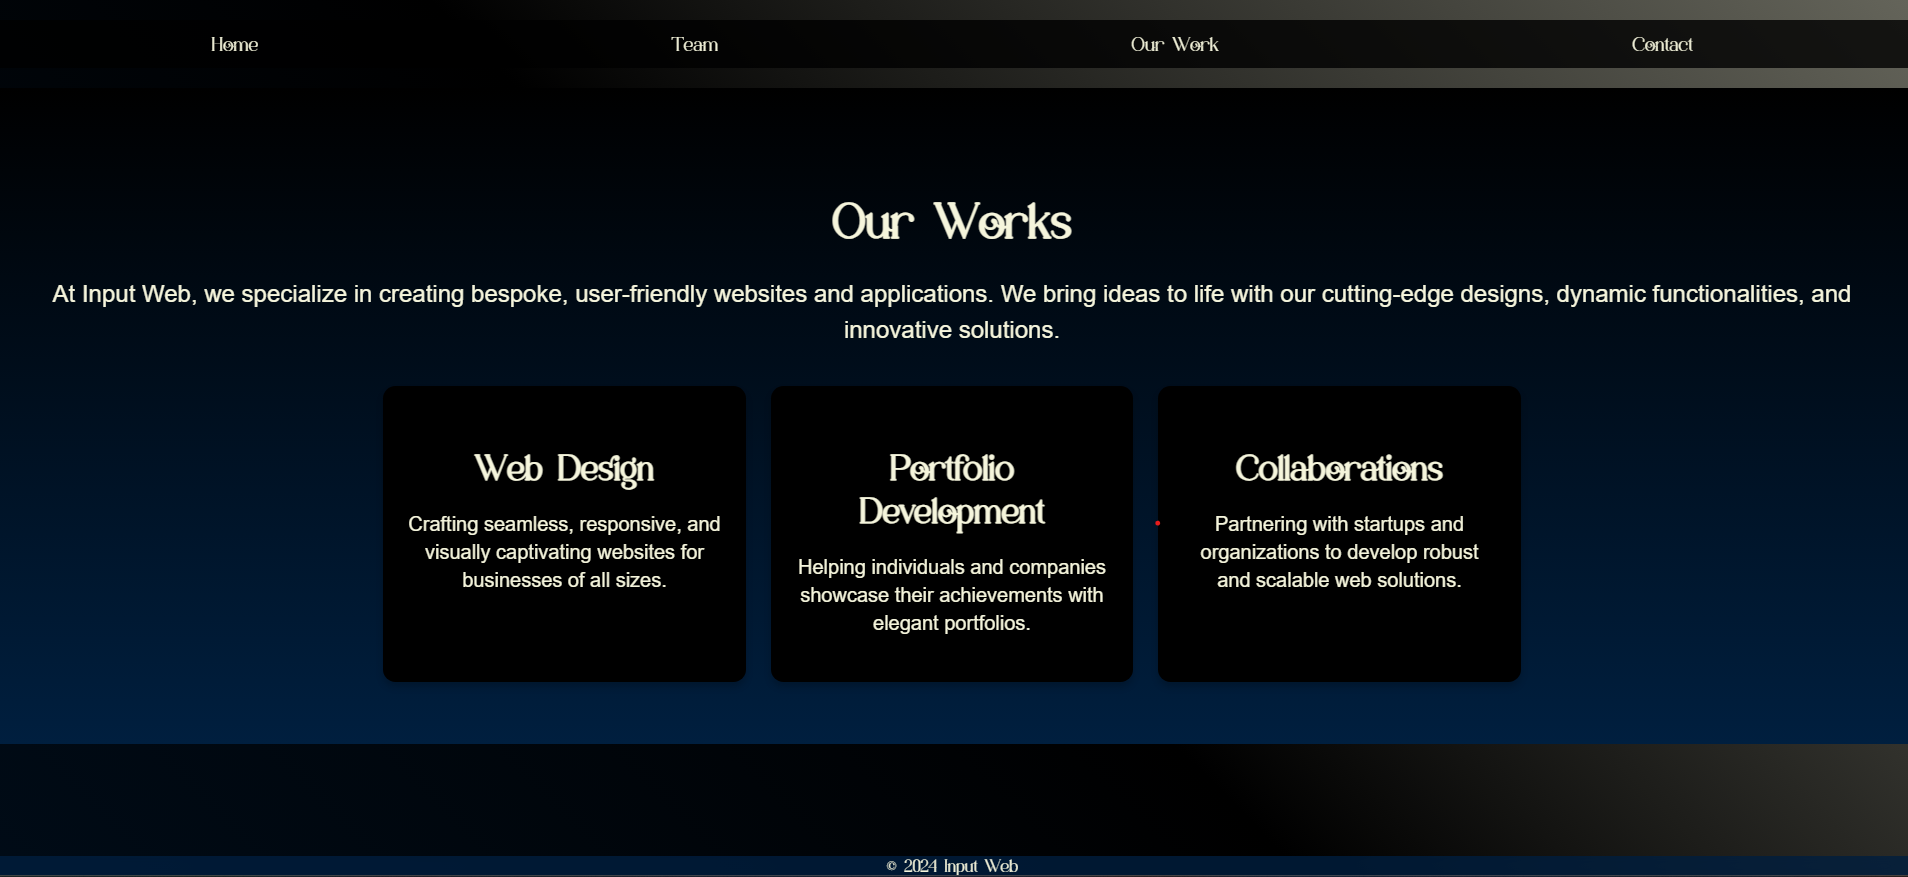 Home
Team
Our Work
Contact
Our Works
At Input Web, we specialize in creating bespoke, user-friendly websites and applications. We bring ideas to life with our cutting-edge designs, dynamic functionalities, and
innovative solutions.
Web Design
Crafting seamless, responsive, and
visually captivating websites for
businesses of all sizes.
Portfolio
Development
Helping individuals and companies
showcase their achievements with
elegant portfolios.
Collaborations
Partnering with startups and
organizations to develop robust
and scalable web solutions.
© 2024 Input Web